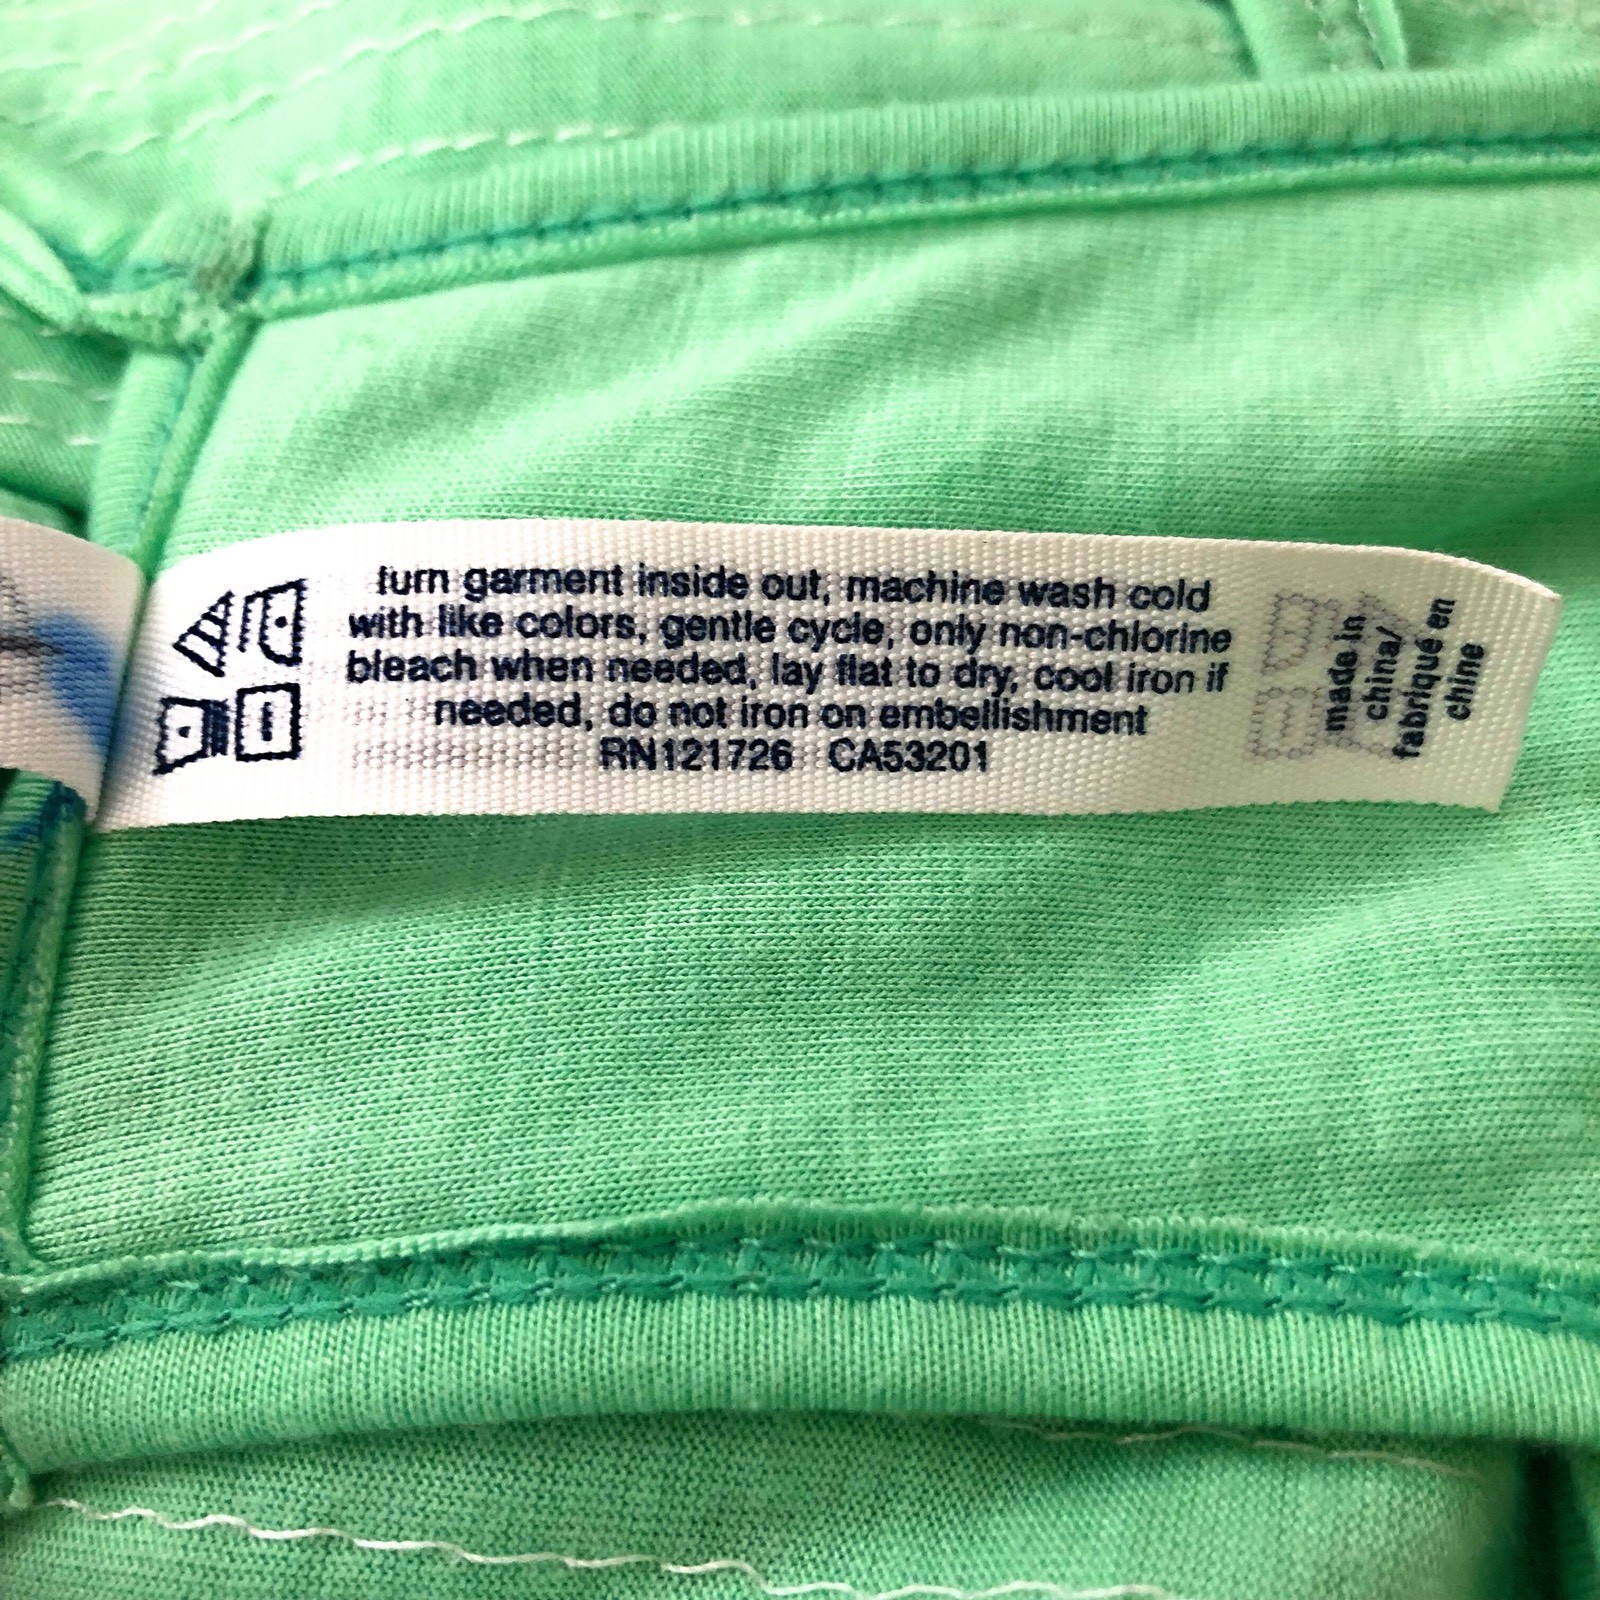 turn garment inside out, machine wash cold
with like colors, gentle cycle, only non-chlorine
bleach when needed, lay flat to dry, cool iron if
needed, do not iron on embellishment
RN121726 CA53201
made in
china/
fabriqué en
chine